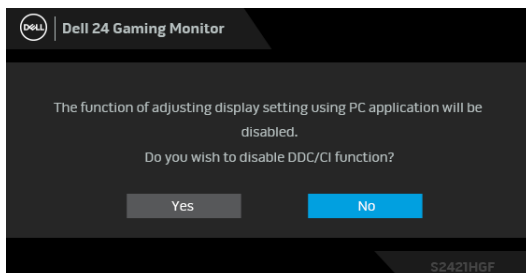 DELL
Dell 24 Gaming Monitor
The function of adjusting display setting using PC application will be
disabled.
Do you wish to disable DDC/CI function?
Yes
No
S2421HGF